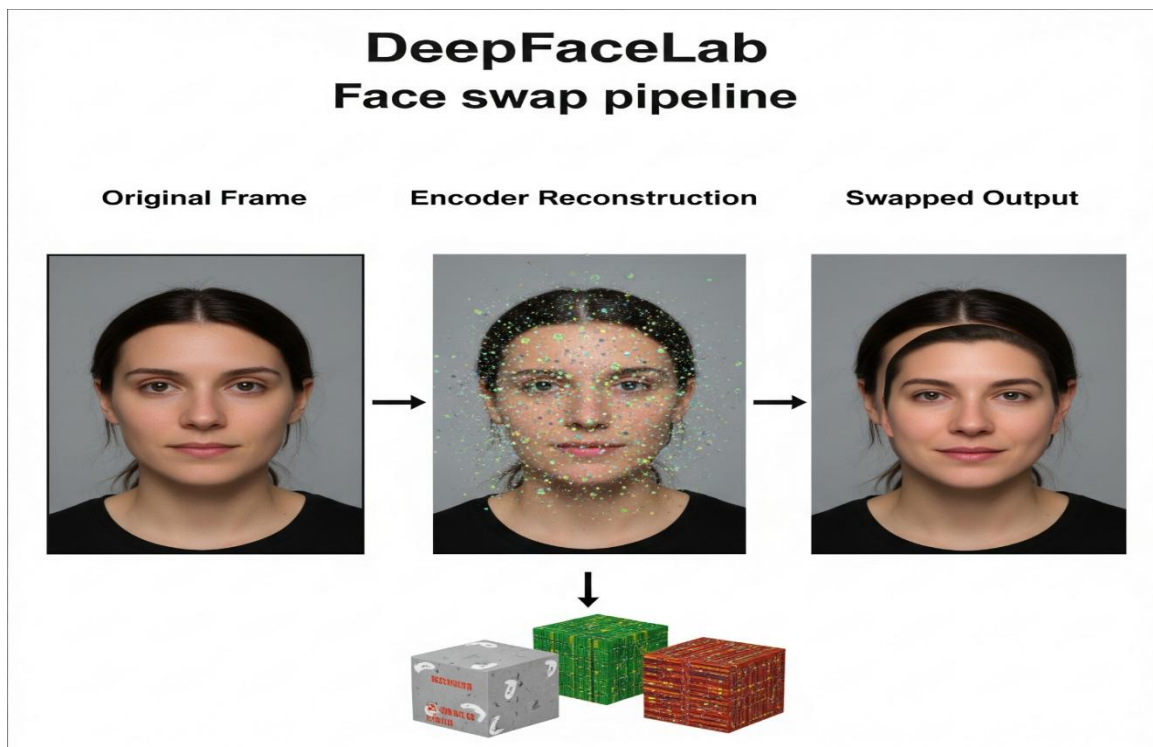 DeepFaceLab
Face swap pipeline
Original Frame
Encoder Reconstruction
Swapped Output